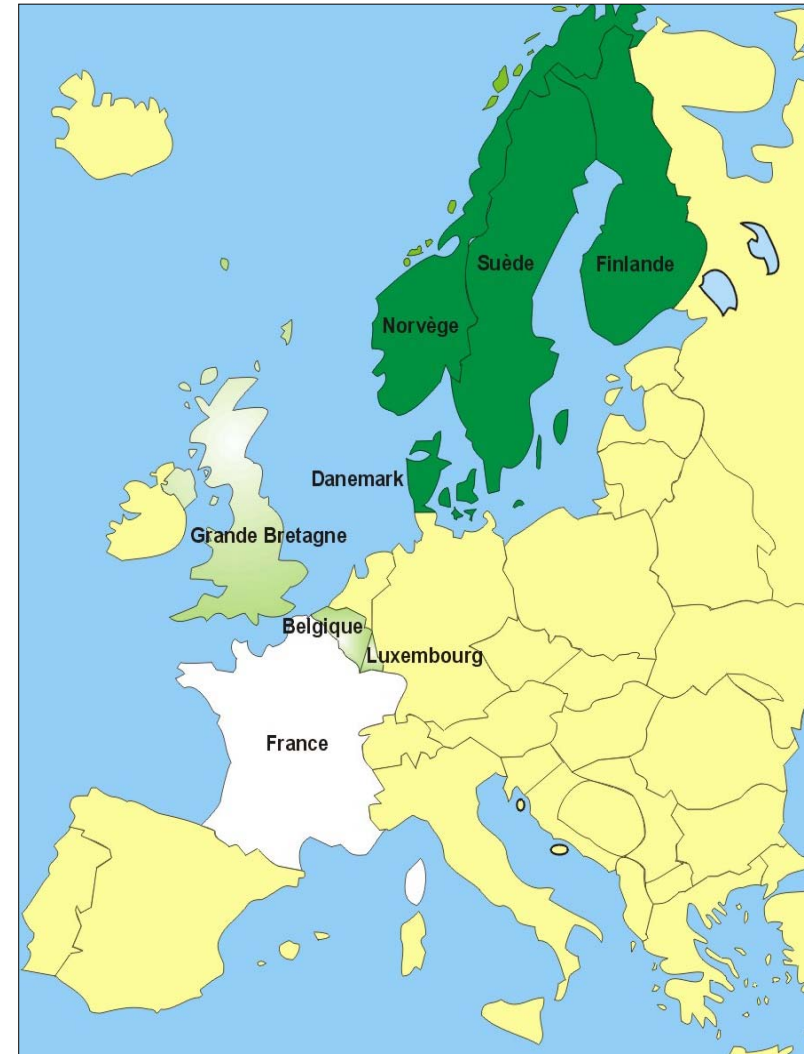 Suède
Finlande
Norvège
Danemark
Grande Bretagne
Belgique
Luxembourg
France